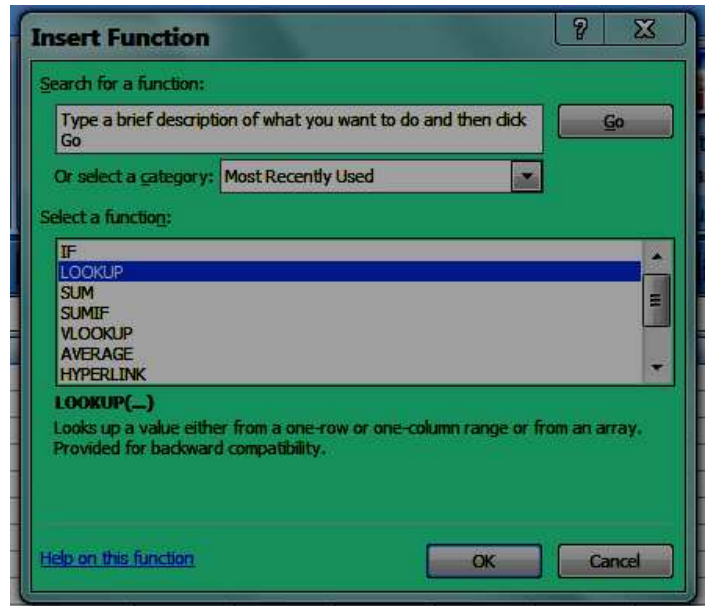 Insert Function
?
Search for a function:
Type a brief description of what you want to do and then click
Go
Go
Or select a category: Most Recently Used
Select a function:
IF
LOOKUP
SUM
SUMIF
VLOOKUP
AVERAGE
HYPERLINK
LOOKUP(...)
Looks up a value either from a one-row or one-column range or from an array.
Provided for backward compatibility.
Help on this function
OK
Cancel